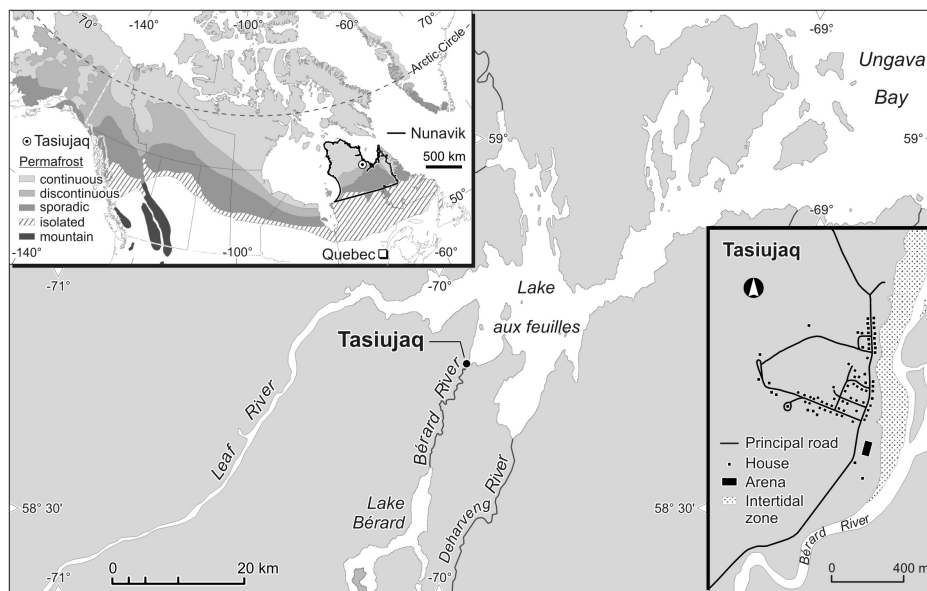 70°
-140°
-100°
-60°
70°
Arctic Circle
Tasiujaq
Permafrost
continuous
discontinuous
sporadic
isolated
mountain
Nunavik
500 km
50°
-140°
-100°
Quebec
-60°
-69°
Ungava
Bay
59°
59°
-69°
-71°
-70°
Lake
aux feuilles
Tasiujaq
Leaf River
Bérard River
Deharveng River
Lake
Bérard
58° 30'
58° 30'
0 20 km
-71°
-70°
Tasiujaq
Principal road
House
Arena
Intertidal
zone
Bérard River
0 400 m